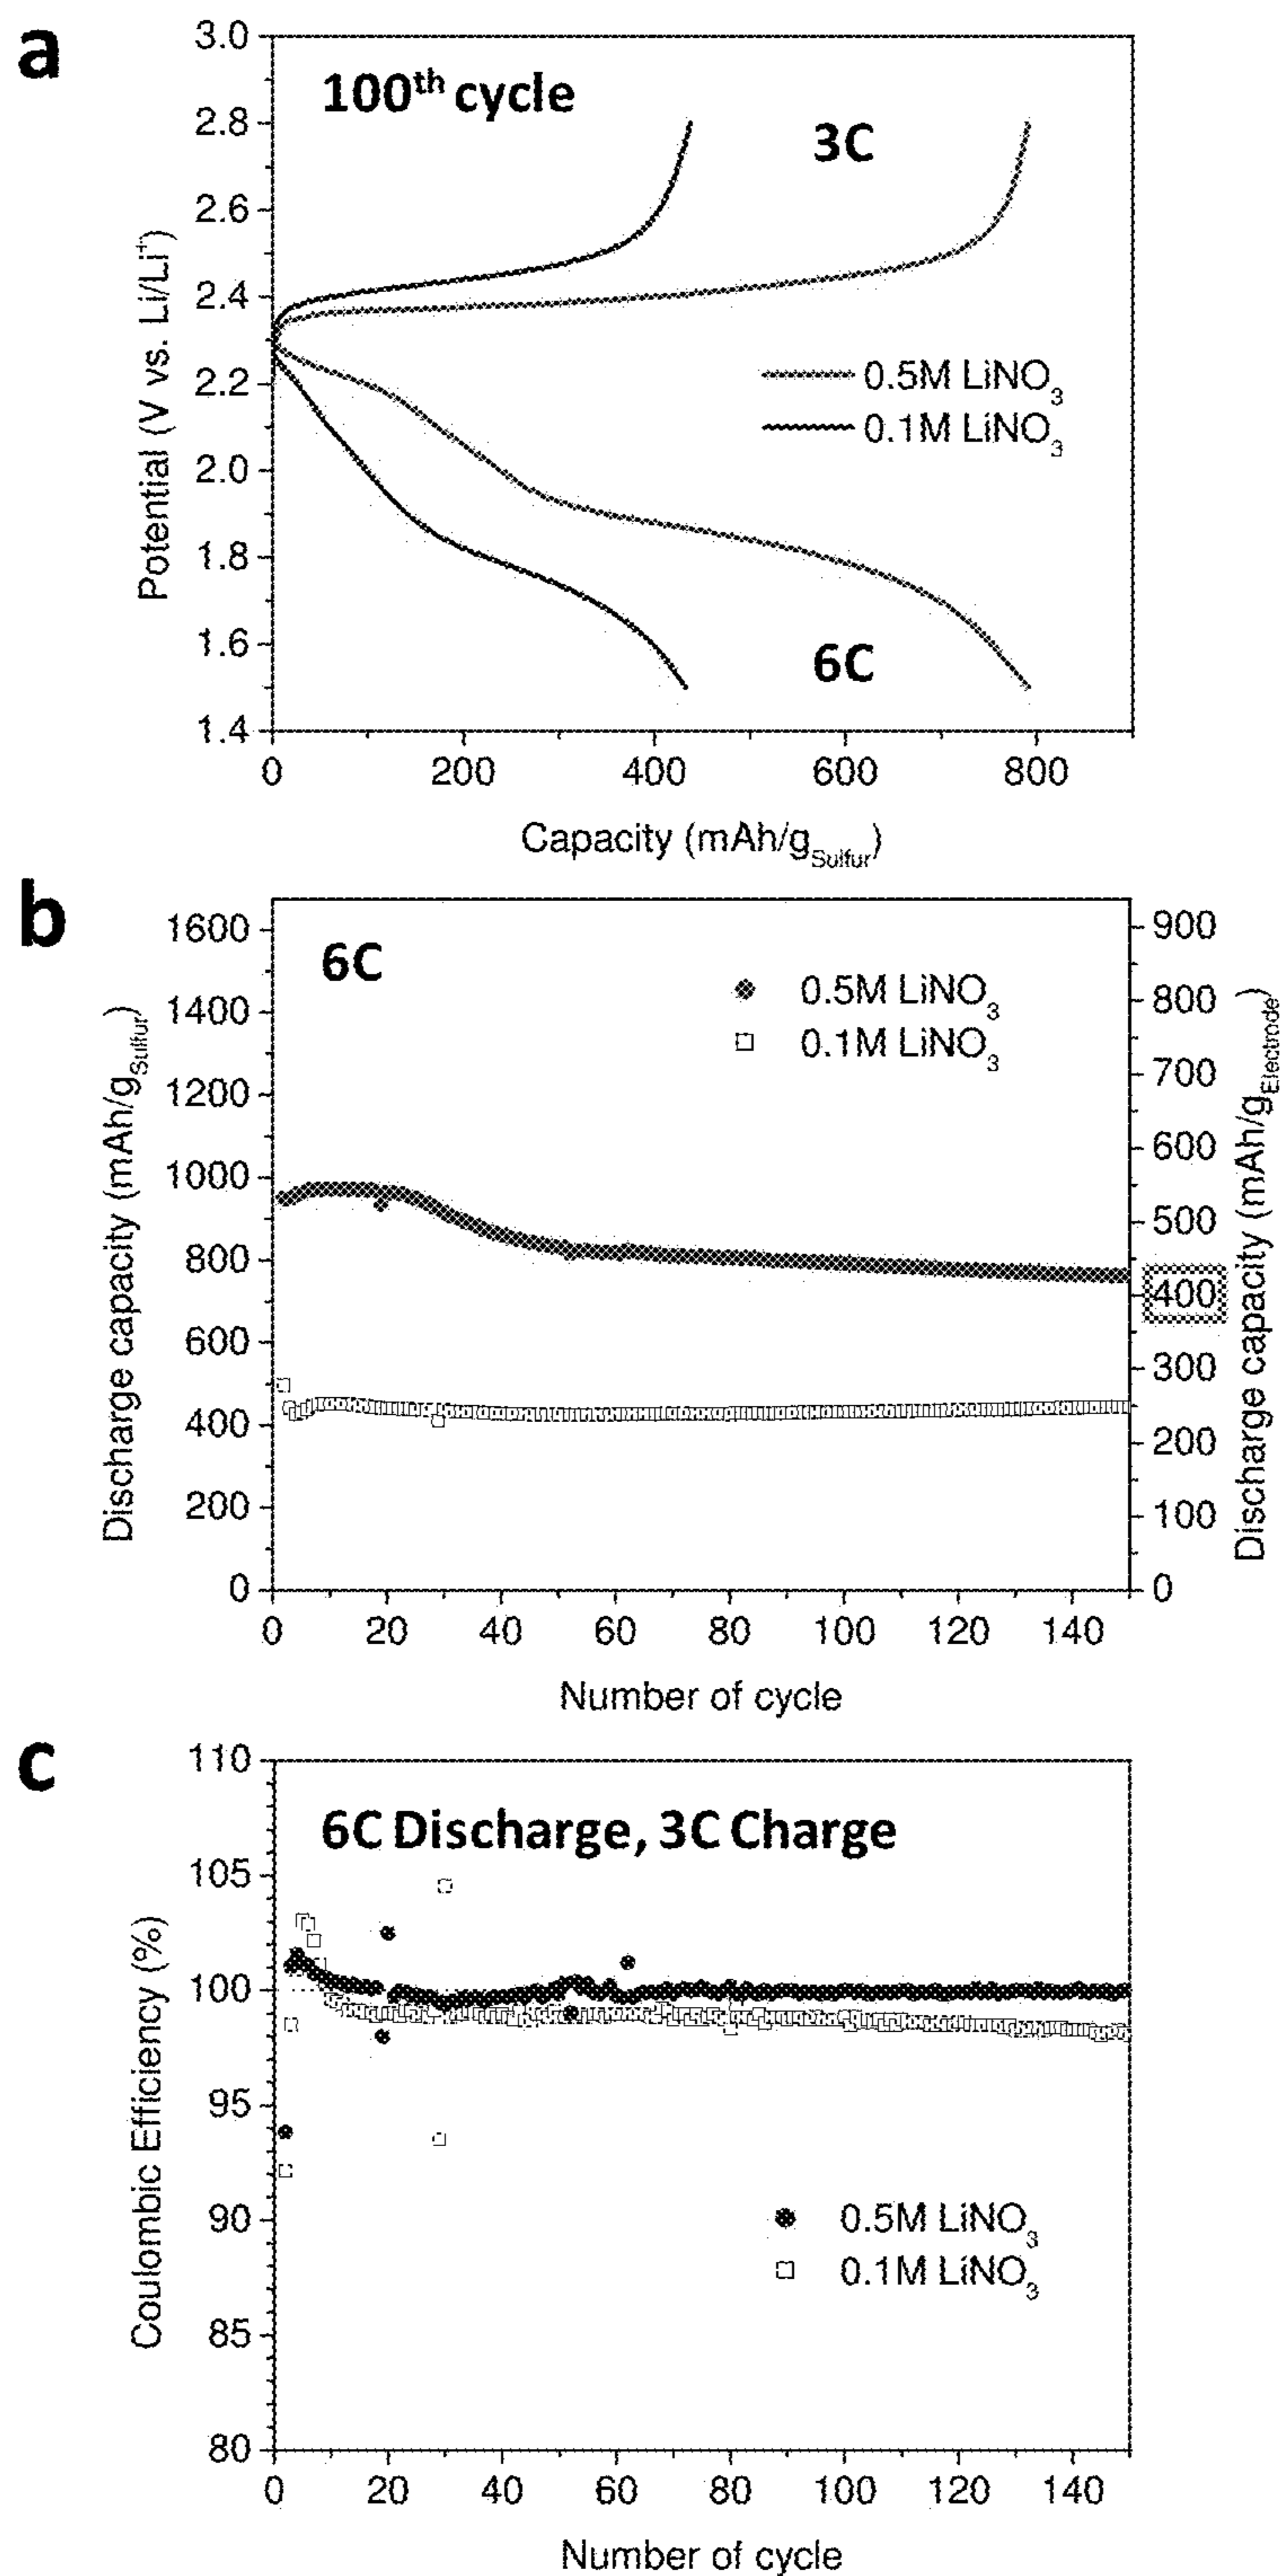 a
100th cycle
3C
6C
0.5M LiNO3
0.1M LiNO3
3.0
2.8
2.6
2.4
2.2
2.0
1.8
1.6
1.4
Potential (V vs. Li/Li+)
0 200 400 600 800
Capacity (mAh/gSulfur)
b
6C
0.5M LiNO3
0.1M LiNO3
1600
1400
1200
1000
800
600
400
200
0
Discharge capacity (mAh/gSulfur)
900
800
700
600
500
400
300
200
100
0
Discharge capacity (mAh/gElectrode)
0 20 40 60 80 100 120 140
Number of cycle
c
6C Discharge, 3C Charge
0.5M LiNO3
0.1M LiNO3
110
105
100
95
90
85
80
Coulombic Efficiency (%)
0 20 40 60 80 100 120 140
Number of cycle